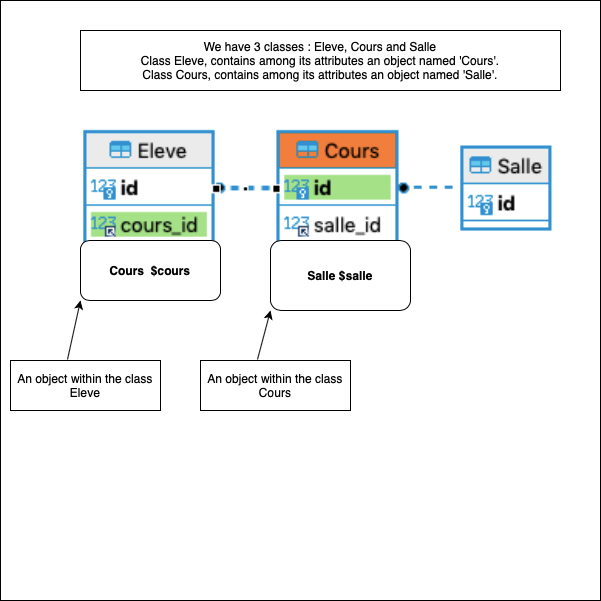 We have 3 classes : Eleve, Cours and Salle
Class Eleve, contains among its attributes an object named 'Cours'.
Class Cours, contains among its attributes an object named 'Salle'.
Eleve
123 id
123 cours_id
Cours $cours
Cours
123 id
123 salle_id
Salle $salle
Salle
123 id
An object within the class
Eleve
An object within the class
Cours